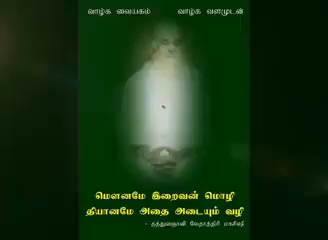 வாழ்க வையகம் வாழ்க வளமுடன்
மௌனமே இறைவன் மொழி
தியானமே அதை அடையும் வழி
- தத்துவஞானி வேதாத்திரி மகரிஷி